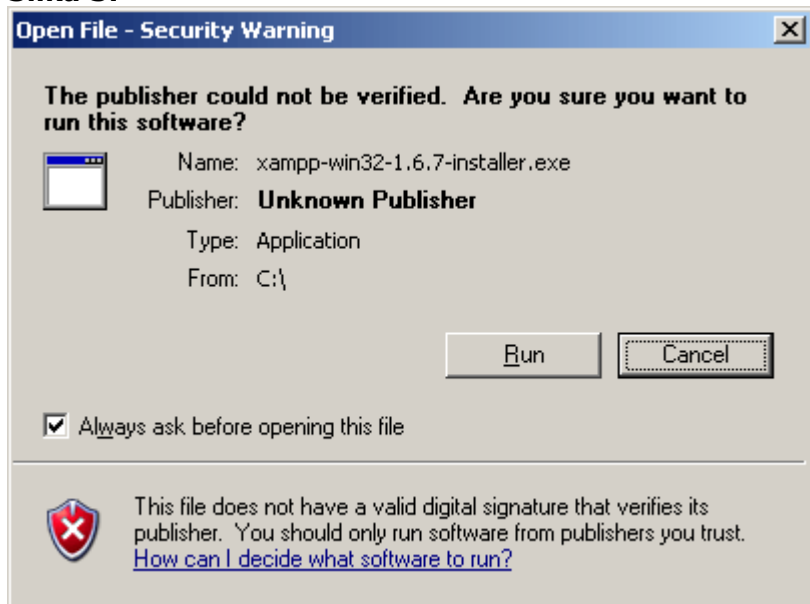 Open File - Security Warning
The publisher could not be verified. Are you sure you want to
run this software?
Name: xampp-win32-1.6.7-installer.exe
Publisher: Unknown Publisher
Type: Application
From: C:\
Run Cancel
Always ask before opening this file
This file does not have a valid digital signature that verifies its
publisher. You should only run software from publishers you trust.
How can I decide what software to run?